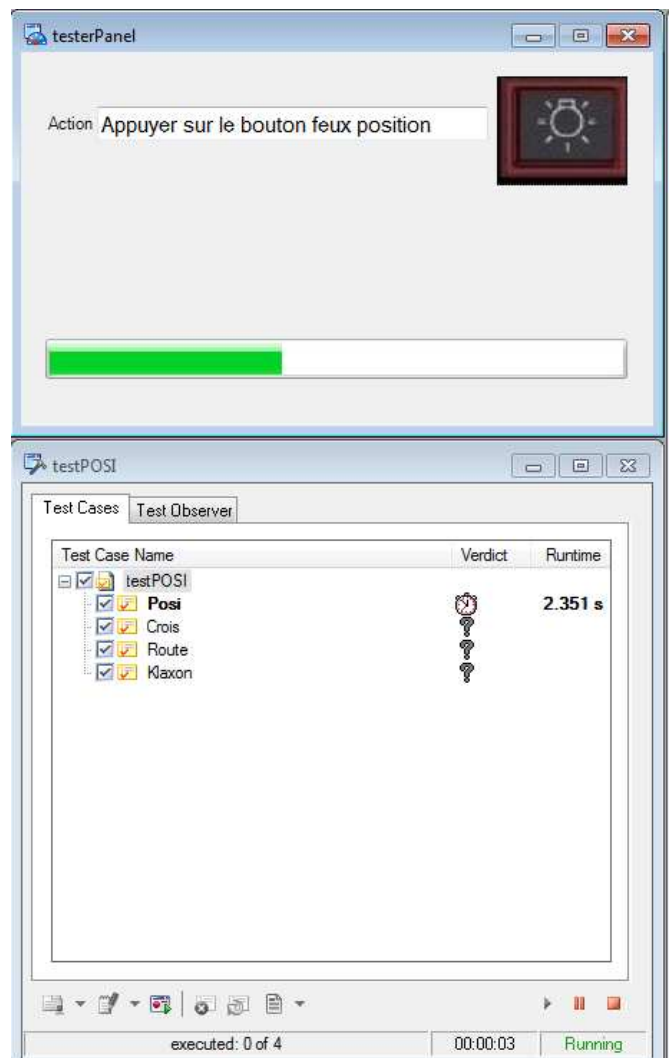 testerPanel
Action Appuyer sur le bouton feux position
testPOSI
Test Cases Test Observer
Test Case Name Verdict Runtime
testPOSI
Posi 2.351 s
Crois ?
Route ?
Klaxon ?
executed: 0 of 4 00:00:03 Running